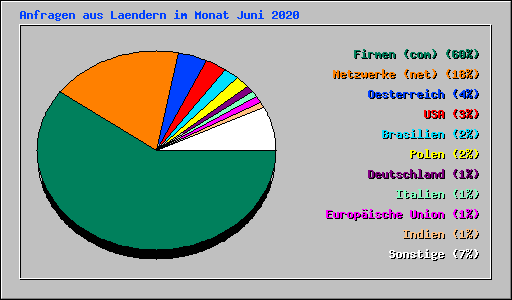 Anfragen aus Laendern im Monat Juni 2020
Firmen (com) (60%)
Netzwerke (net) (18%)
Oesterreich (4%)
USA (3%)
Brasilien (2%)
Polen (2%)
Deutschland (1%)
Italien (1%)
Europäische Union (1%)
Indien (1%)
Sonstige (7%)